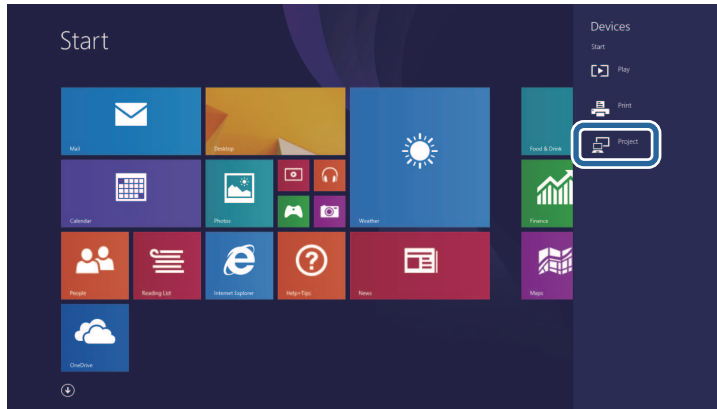 Start
Devices
Start
Play
Print
Project
Mail
Desktop
Weather
Food & Drink
Calendar
Photos
Finance
People
Reading List
Internet Explorer
Help+Tips
News
Maps
OneDrive